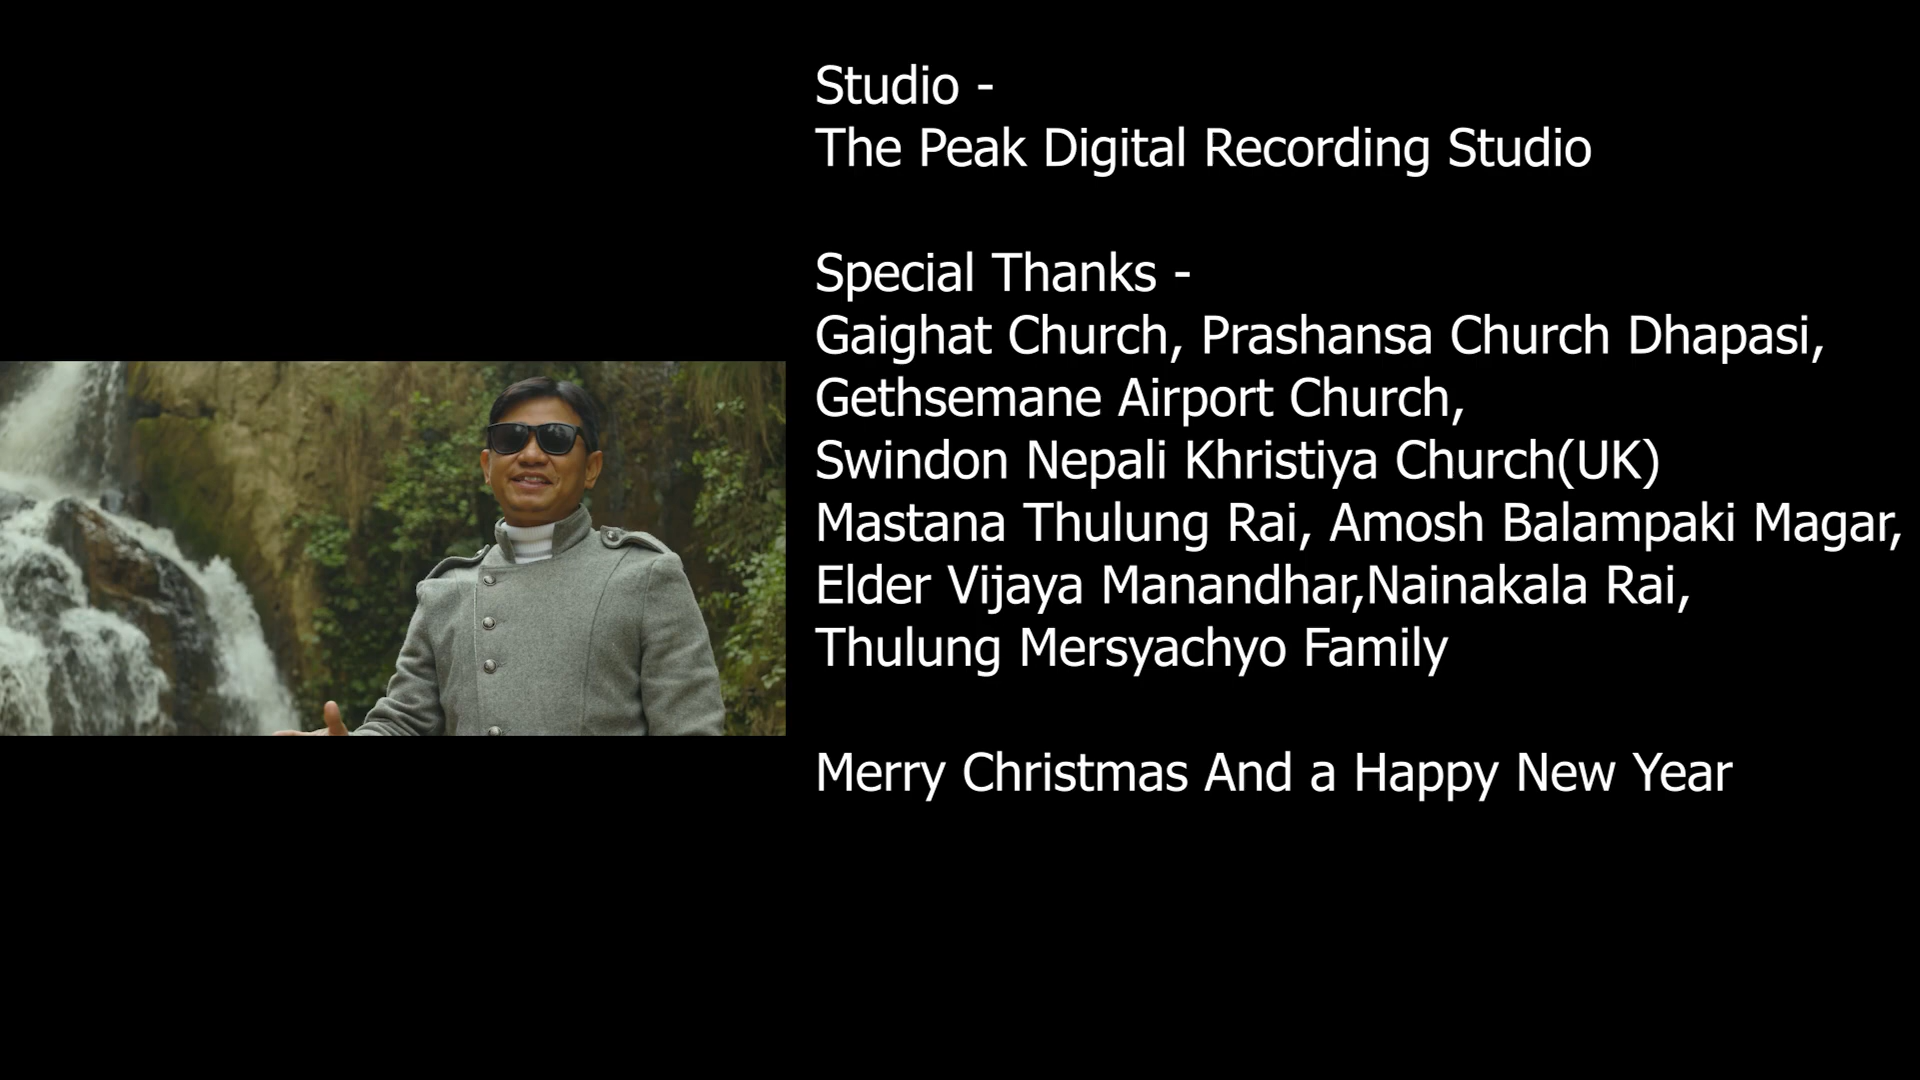 Studio -
The Peak Digital Recording Studio
Special Thanks -
Gaighat Church, Prashansa Church Dhapasi,
Gethsemane Airport Church,
Swindon Nepali Khristiya Church(UK)
Mastana Thulung Rai, Amosh Balampaki Magar,
Elder Vijaya Manandhar,Nainakala Rai,
Thulung Mersyachyo Family
Merry Christmas And a Happy New Year